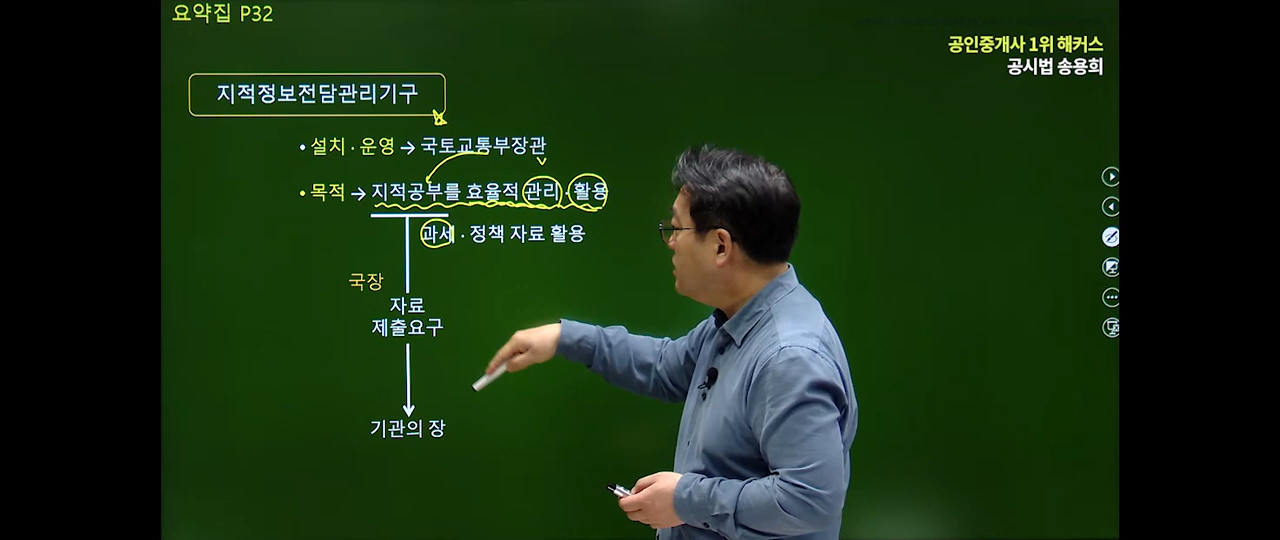 요약집 P32
공인중개사 1위 해커스
공시법 송용희
지적정보전담관리기구
• 설치 · 운영 → 국토교통부장관
• 목적 → 지적공부를 효율적 관리 · 활용
과세 · 정책 자료 활용
국장
자료
제출요구
기관의 장